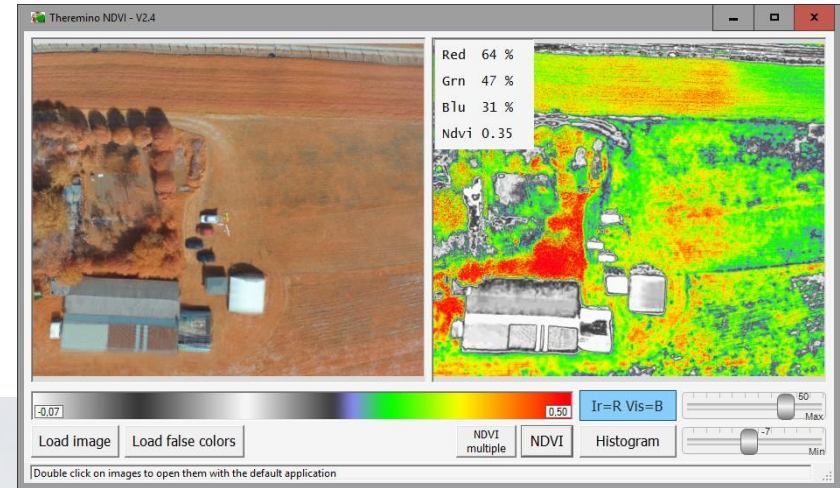 Theremino NDVI - V2.4
Red 64 %
Grn 47 %
Blu 31 %
Ndvi 0.35
-0,07
0,50
Ir=R Vis=B
50
Max
Load image
Load false colors
NDVI
multiple
NDVI
Histogram
-7
Min
Double click on images to open them with the default application